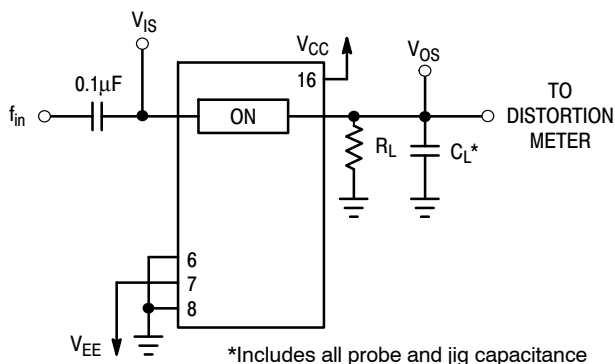 V_IS
V_CC
V_OS
0.1μF
16
f_in
ON
TO
DISTORTION
METER
R_L
C_L*
6
7
8
V_EE
*Includes all probe and jig capacitance